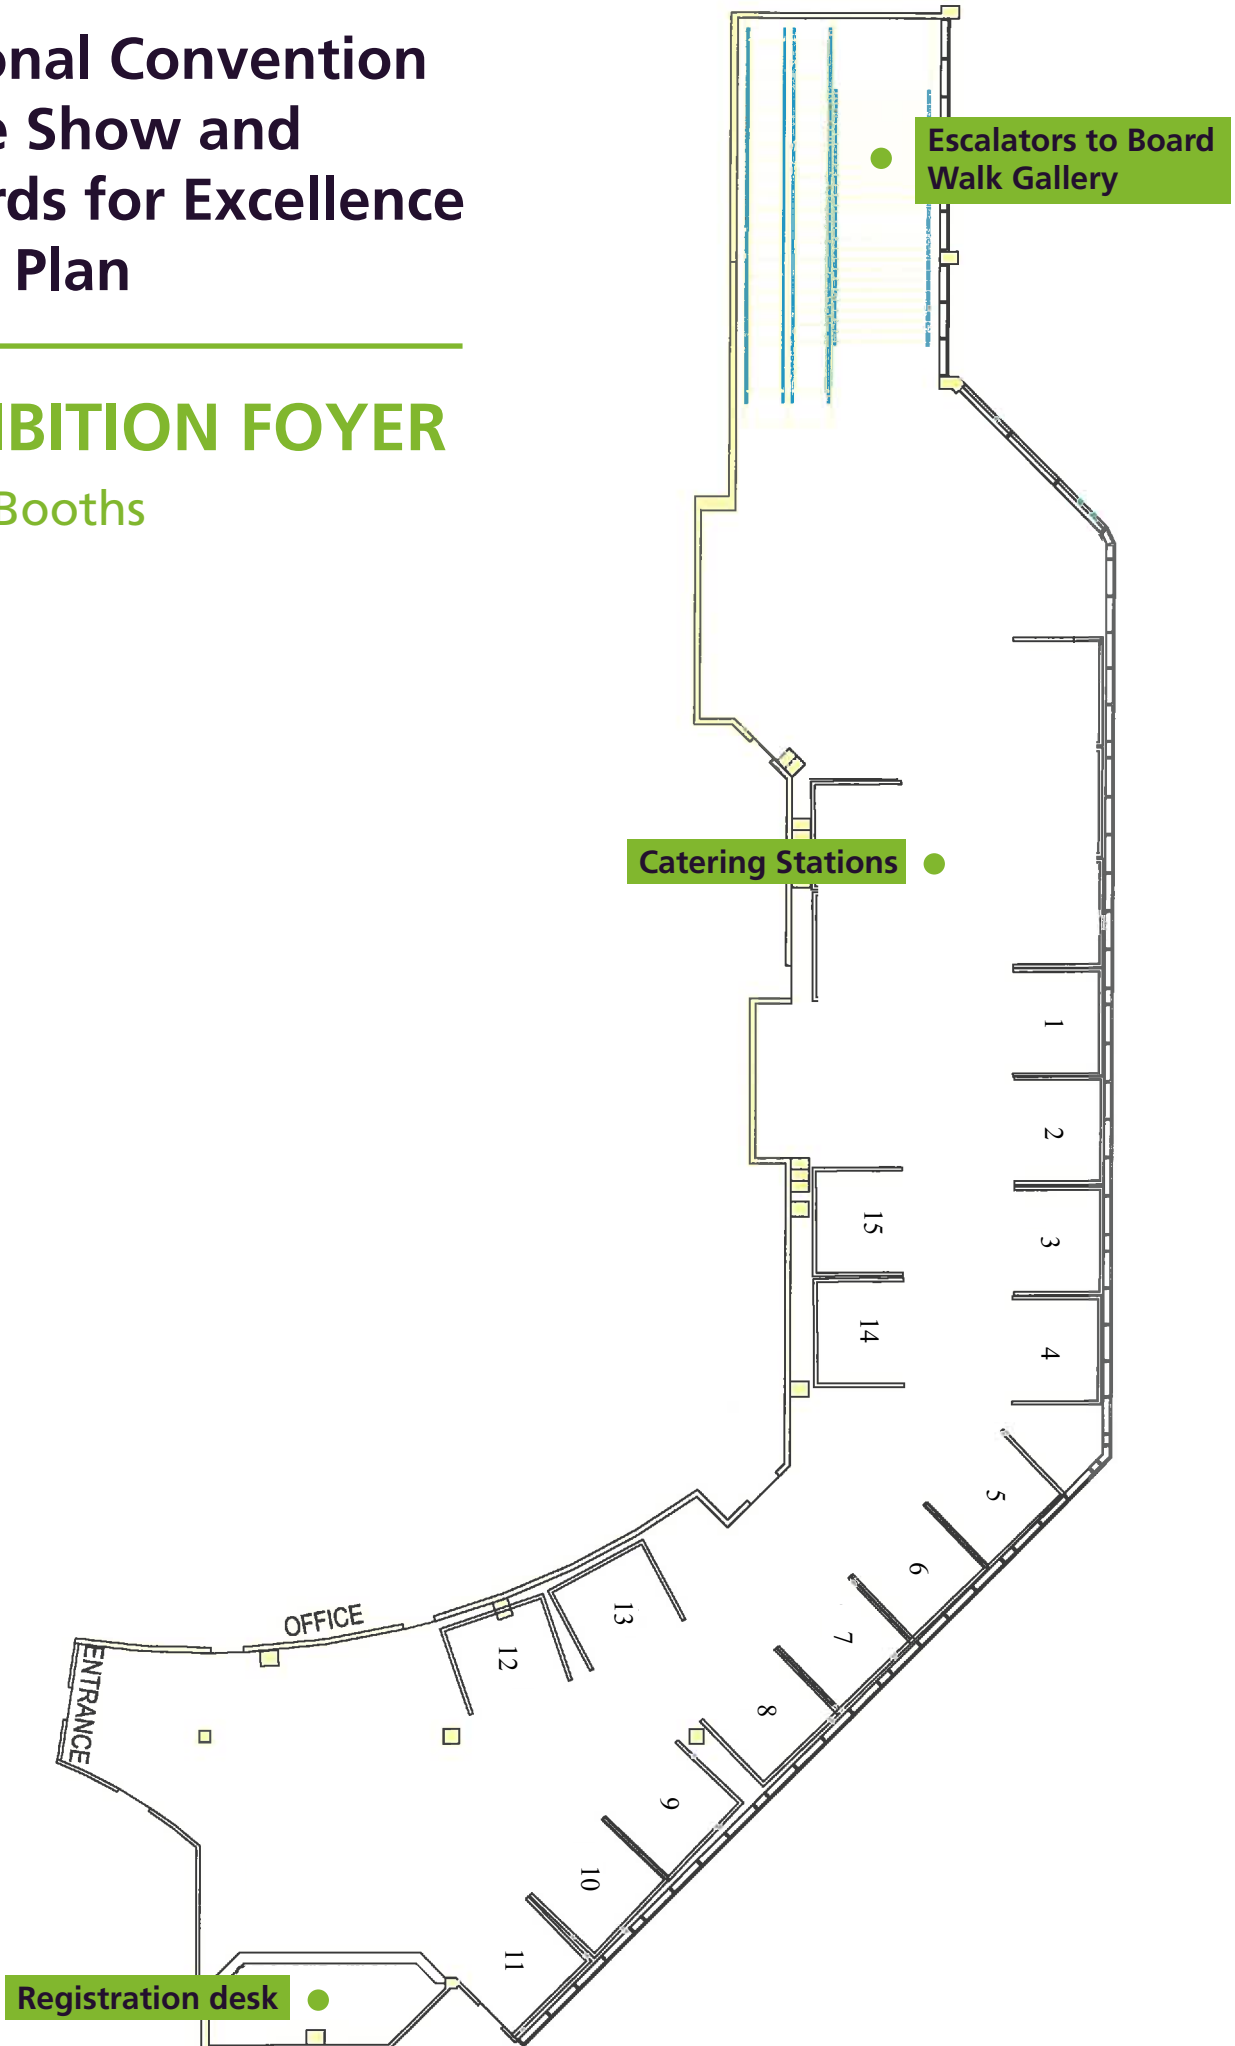 onal Convention
e Show and
rds for Excellence
Plan
IBITION FOYER
Booths
Escalators to Board
Walk Gallery
Catering Stations
1
2
3
4
15
14
5
6
7
8
13
12
OFFICE
ENTRANCE
9
10
11
Registration desk